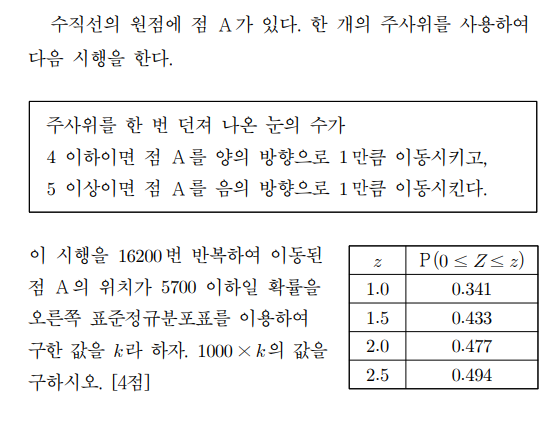 수직선의 원점에 점 A가 있다. 한 개의 주사위를 사용하여
다음 시행을 한다.
주사위를 한 번 던져 나온 눈의 수가
4 이하이면 점 A를 양의 방향으로 1만큼 이동시키고,
5 이상이면 점 A를 음의 방향으로 1만큼 이동시킨다.
이 시행을 16200번 반복하여 이동된
점 A의 위치가 5700 이하일 확률을
오른쪽 표준정규분포표를 이용하여
구한 값을 k라 하자. 1000×k의 값을
구하시오. [4점]
z P(0≤Z≤z)
1.0 0.341
1.5 0.433
2.0 0.477
2.5 0.494